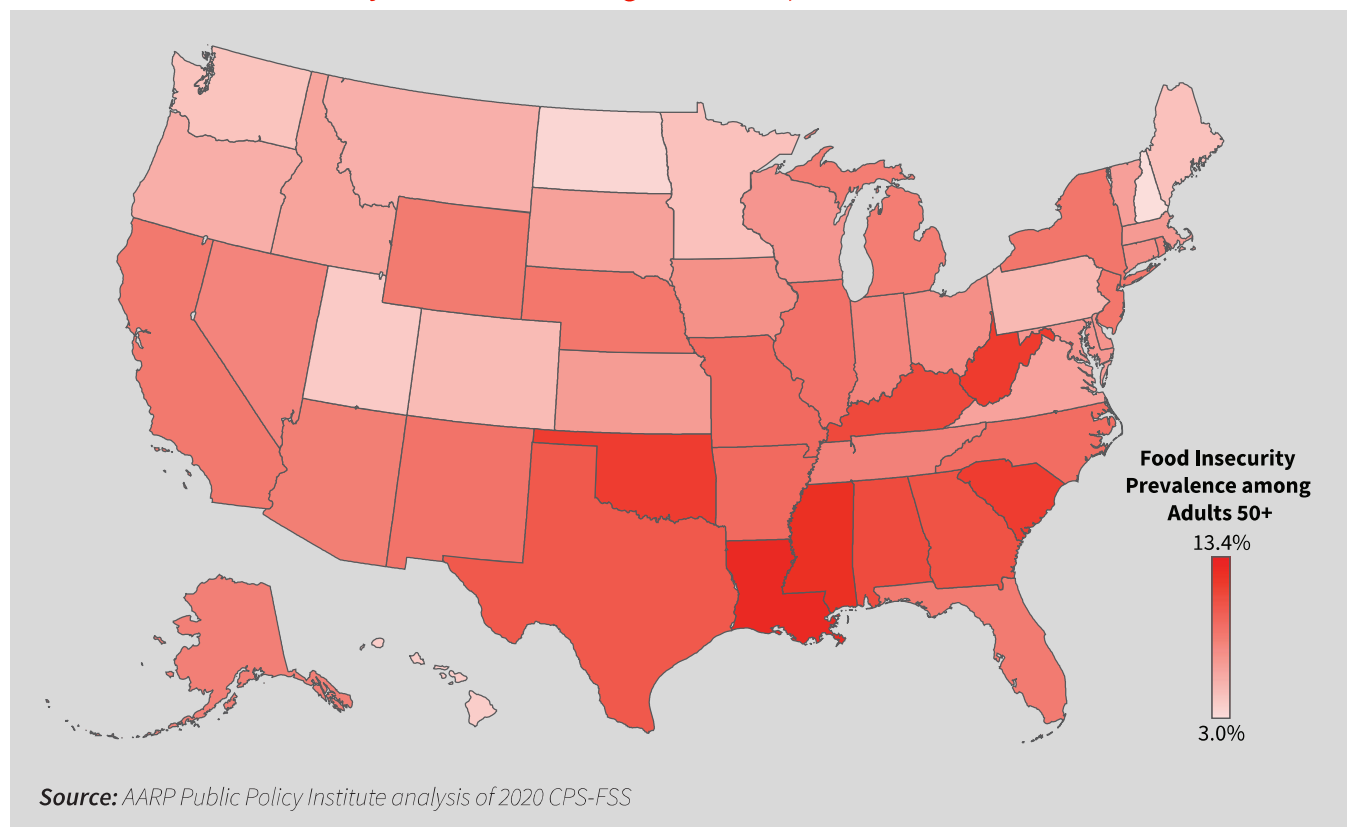 Food Insecurity
Prevalence among
Adults 50+
13.4%
3.0%
Source: AARP Public Policy Institute analysis of 2020 CPS-FSS